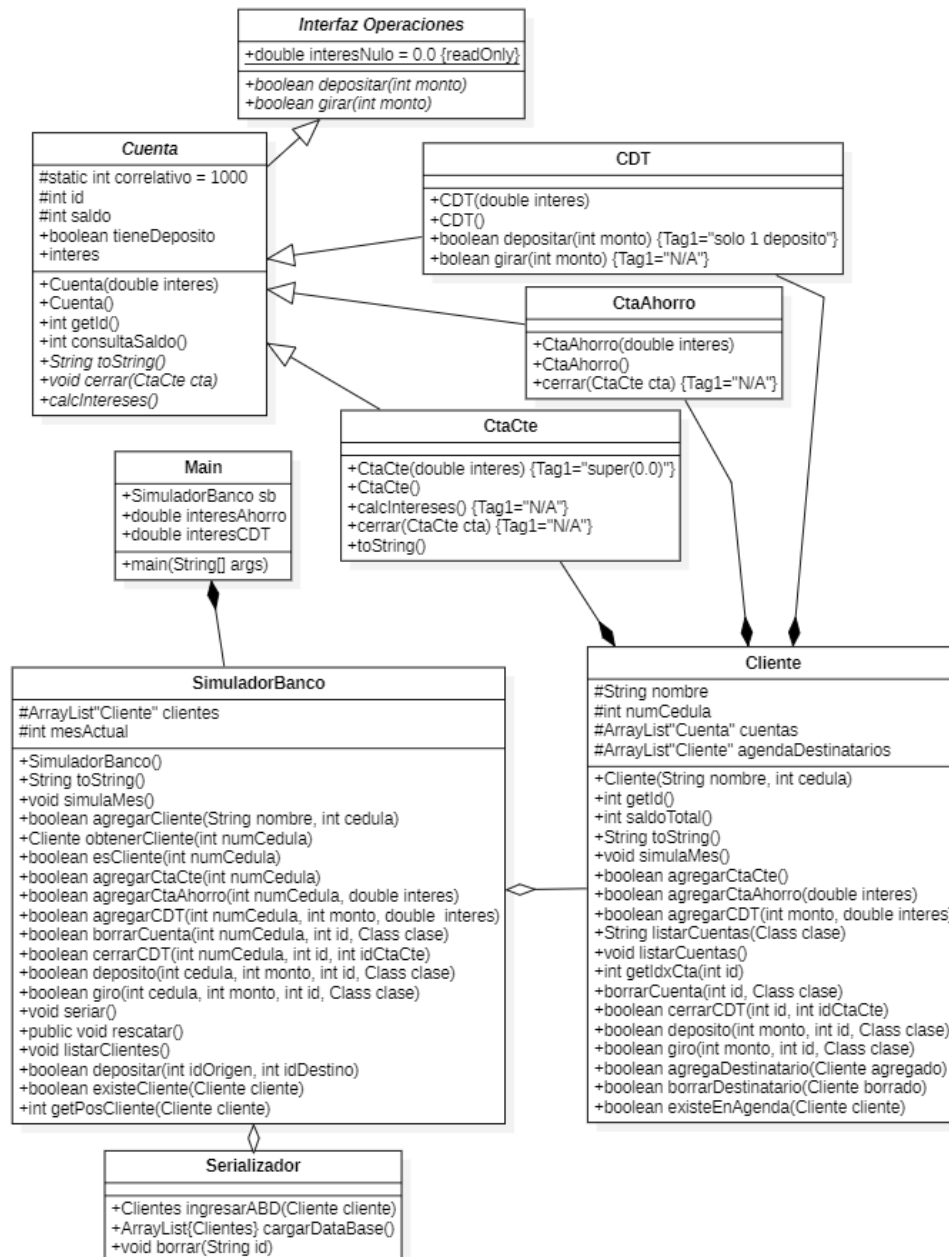 Interfaz Operaciones
+double interesNulo = 0.0 {readOnly}
+boolean depositar(int monto)
+boolean girar(int monto)
Cuenta
#static int correlativo = 1000
#int id
#int saldo
+boolean tieneDeposito
+interes
+Cuenta(double interes)
+Cuenta()
+int getId()
+int consultaSaldo()
+String toString()
+void cerrar(CtaCte cta)
+calcIntereses()
CDT
+CDT(double interes)
+CDT()
+boolean depositar(int monto) {Tag1="solo 1 deposito"}
+bolean girar(int monto) {Tag1="N/A"}
CtaAhorro
+CtaAhorro(double interes)
+CtaAhorro()
+cerrar(CtaCte cta) {Tag1="N/A"}
CtaCte
+CtaCte(double interes) {Tag1="super(0.0)"}
+CtaCte()
+calcIntereses() {Tag1="N/A"}
+cerrar(CtaCte cta) {Tag1="N/A"}
+toString()
Main
+SimuladorBanco sb
+double interesAhorro
+double interesCDT
+main(String[] args)
SimuladorBanco
#ArrayList"Cliente" clientes
#int mesActual
+SimuladorBanco()
+String toString()
+void simulaMes()
+boolean agregarCliente(String nombre, int cedula)
+Cliente obtenerCliente(int numCedula)
+boolean esCliente(int numCedula)
+boolean agregarCtaCte(int numCedula)
+boolean agregarCtaAhorro(int numCedula, double interes)
+boolean agregarCDT(int numCedula, int monto, double interes)
+boolean borrarCuenta(int numCedula, int id, Class clase)
+boolean cerrarCDT(int numCedula, int id, int idCtaCte)
+boolean deposito(int cedula, int monto, int id, Class clase)
+boolean giro(int cedula, int monto, int id, Class clase)
+void seriar()
+public void rescatar()
+void listarClientes()
+boolean depositar(int idOrigen, int idDestino)
+boolean existeCliente(Cliente cliente)
+int getPosCliente(Cliente cliente)
Cliente
#String nombre
#int numCedula
#ArrayList"Cuenta" cuentas
#ArrayList"Cliente" agendaDestinatarios
+Cliente(String nombre, int cedula)
+int getId()
+int saldoTotal()
+String toString()
+void simulaMes()
+boolean agregarCtaCte()
+boolean agregarCtaAhorro(double interes)
+boolean agregarCDT(int monto, double interes)
+String listarCuentas(Class clase)
+void listarCuentas()
+int getIdxCta(int id)
+borrarCuenta(int id, Class clase)
+boolean cerrarCDT(int id, int idCtaCte)
+boolean deposito(int monto, int id, Class clase)
+boolean giro(int monto, int id, Class clase)
+boolean agregaDestinatario(Cliente agregado)
+boolean borrarDestinatario(Cliente borrado)
+boolean existeEnAgenda(Cliente cliente)
Serializador
+Clientes ingresarABD(Cliente cliente)
+ArrayList{Clientes} cargarDataBase()
+void borrar(String id)